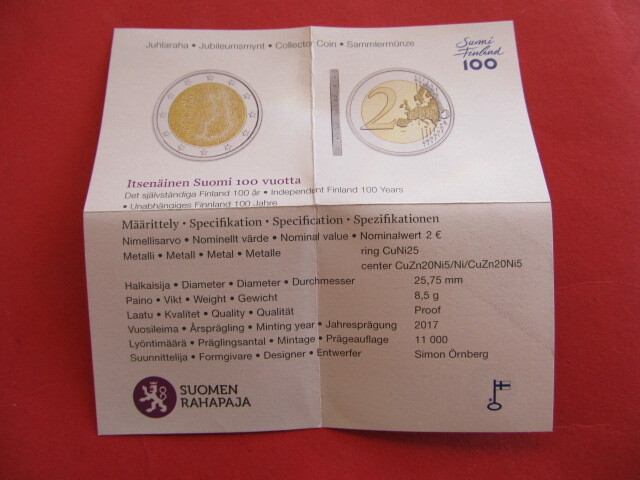 Juhlaraha • Jubileumsmynt • Collector Coin • Sammlermünze
Suomi
Finland
100
2
Itsenäinen Suomi 100 vuotta
Det självständiga Finland 100 år • Independent Finland 100 Years
• Unabhängiges Finnland 100 Jahre
Määrittely • Spesifikation • Specification • Spezifikationen
Nimellisarvo • Nominellt värde • Nominal value • Nominalwert 2 €
Metalli • Metall • Metal • Metalle ring CuNi25
center CuZn20Ni5/Ni/CuZn20Ni5
Halkaisija • Diameter • Diameter • Durchmesser 25,75 mm
Paino • Vikt • Weight • Gewicht 8,5 g
Laatu • Kvalitet • Quality • Qualität Proof
Vuosileima • Årsprägling • Minting year • Jahresprägung 2017
Lyöntimäärä • Präglingsantal • Mintage • Prägeauflage 11 000
Suunnittelija • Formgivare • Designer • Entwerfer Simon Örnberg
SUOMEN
RAHAPAJA